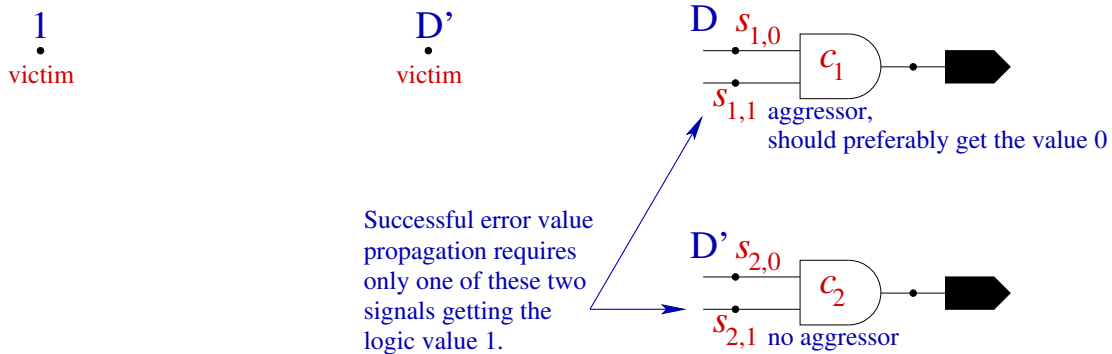 1
victim
D’
victim
D s1,0
c1
s1,1 aggressor,
should preferably get the value 0
Successful error value
propagation requires
only one of these two
signals getting the
logic value 1.
D’ s2,0
c2
s2,1 no aggressor